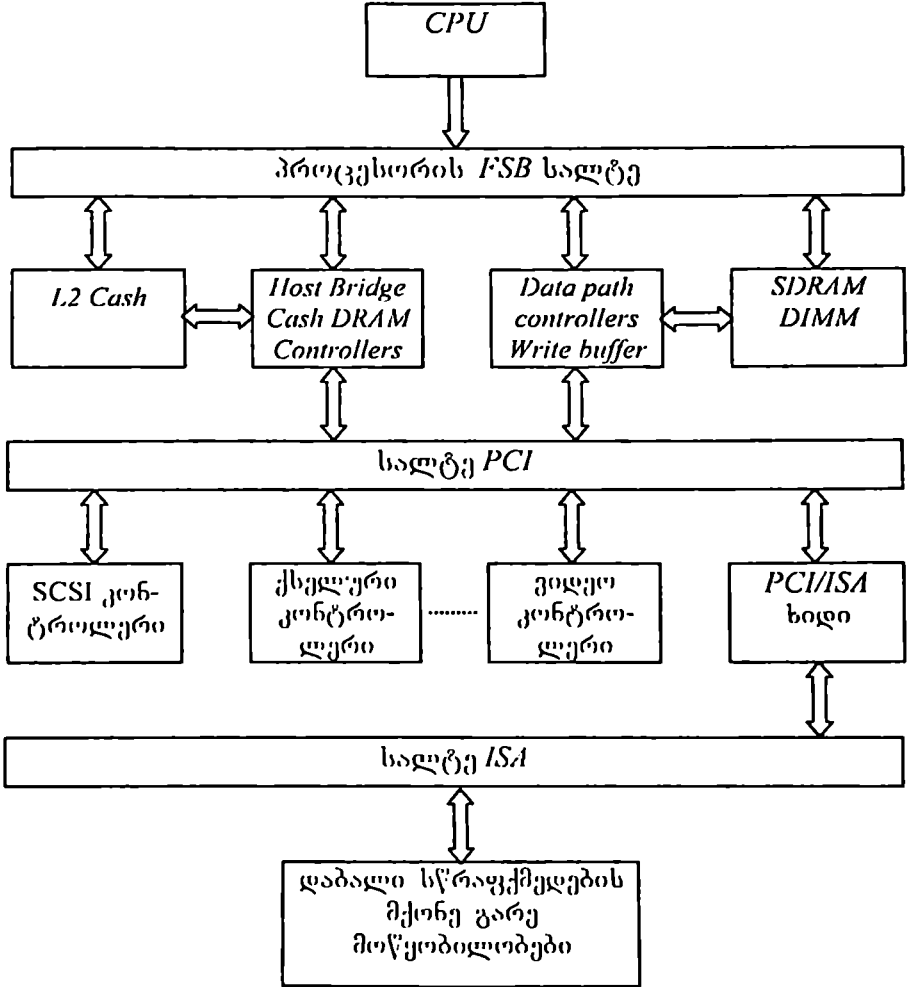 CPU
პროცესორის FSB სალტე
L2 Cash
Host Bridge
Cash DRAM
Controllers
Data path
controllers
Write buffer
SDRAM
DIMM
სალტე PCI
SCSI კონ-
ტროლერი
ქსელური
კონტრო-
ლერი
..........
ვიდეო
კონტრო-
ლერი
PCI/ISA
ხიდი
სალტე ISA
დაბალი სწრაფქმედების
მქონე გარე
მოწყობილობები